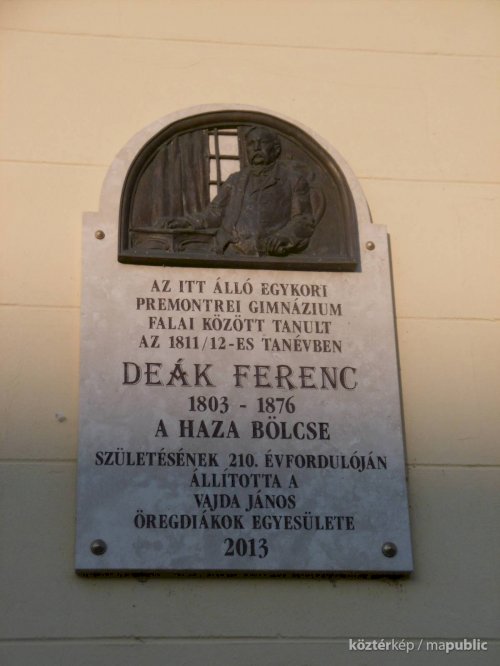 AZ ITT ÁLLÓ EGYKORI
PREMONTREI GIMNÁZIUM
FALAI KÖZÖTT TANULT
AZ 1811/12-ES TANÉVBEN
DEÁK FERENC
1803 - 1876
A HAZA BÖLCSE
SZÜLETÉSÉNEK 210. ÉVFORDULÓJÁN
ÁLLÍTOTTA A
VAJDA JÁNOS
ÖREGDIÁKOK EGYESÜLETE
2013
köztérkép / mapublic